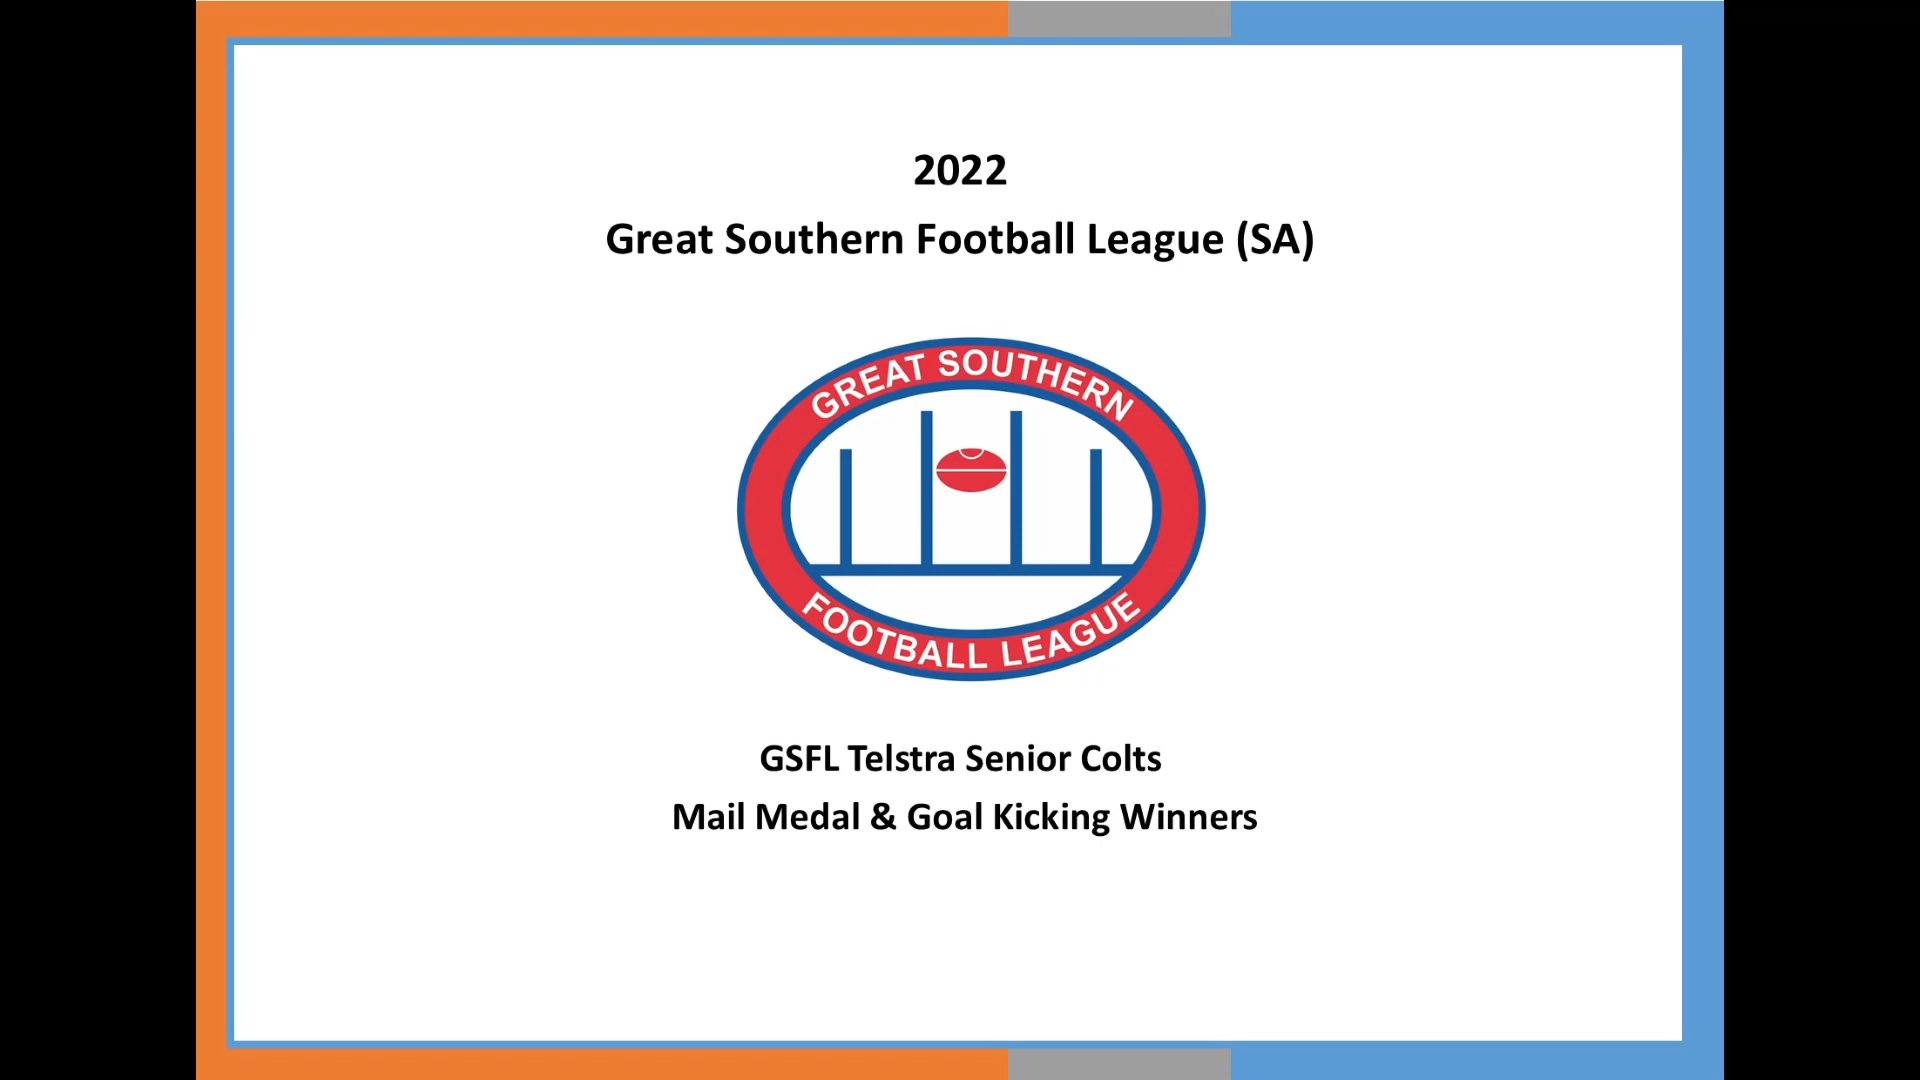 2022
Great Southern Football League (SA)
GREAT SOUTHERN
FOOTBALL LEAGUE
GSFL Telstra Senior Colts
Mail Medal & Goal Kicking Winners